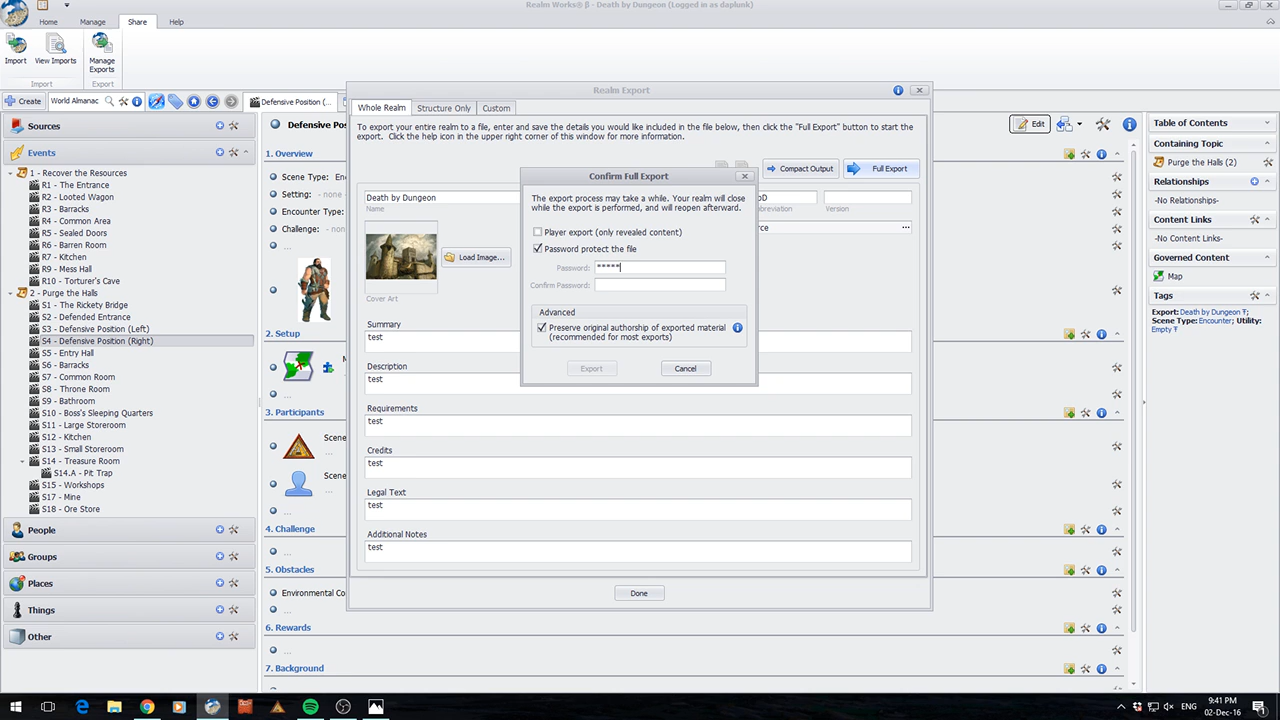 Realm Works® β - Death by Dungeon (Logged in as daplunk)
Home
Manage
Share
Help
Import
View Imports
Manage Exports
Import
Export
Create
World Almanac
Defensive Position (...
Sources
Events
1 - Recover the Resources
R1 - The Entrance
R2 - Looted Wagon
R3 - Barracks
R4 - Common Area
R5 - Sealed Doors
R6 - Barren Room
R7 - Kitchen
R9 - Mess Hall
R10 - Torturer's Cave
2 - Purge the Halls
S1 - The Rickety Bridge
S2 - Defended Entrance
S3 - Defensive Position (Left)
S4 - Defensive Position (Right)
S5 - Entry Hall
S6 - Barracks
S7 - Common Room
S8 - Throne Room
S9 - Bathroom
S10 - Boss's Sleeping Quarters
S11 - Large Storeroom
S12 - Kitchen
S13 - Small Storeroom
S14 - Treasure Room
S14.A - Pit Trap
S15 - Workshops
S17 - Mine
S18 - Ore Store
People
Groups
Places
Things
Other
Defensive Pos
Edit
1. Overview
Scene Type: Enc
Setting: - none -
Encounter Type:
Challenge: - none
...
2. Setup
...
3. Participants
Scene
...
Scene
...
...
4. Challenge
...
5. Obstacles
Environmental Co
...
6. Rewards
...
7. Background
Realm Export
Whole Realm
Structure Only
Custom
To export your entire realm to a file, enter and save the details you would like included in the file below, then click the "Full Export" button to start the
export. Click the help icon in the upper right corner of this window for more information.
Compact Output
Full Export
Death by Dungeon
Name
bD
bbreviation
Version
rce
...
Load Image...
Cover Art
Summary
test
Description
test
Requirements
test
Credits
test
Legal Text
test
Additional Notes
test
Done
Confirm Full Export
The export process may take a while. Your realm will close
while the export is performed, and will reopen afterward.
Player export (only revealed content)
Password protect the file
Password:
*****
Confirm Password:
Advanced
Preserve original authorship of exported material
(recommended for most exports)
Export
Cancel
Table of Contents
Containing Topic
Purge the Halls (2)
Relationships
-No Relationships-
Content Links
-No Content Links-
Governed Content
Map
Tags
Export: Death by Dungeon Ŧ;
Scene Type: Encounter; Utility:
Empty Ŧ
ENG
9:41 PM
02-Dec-16